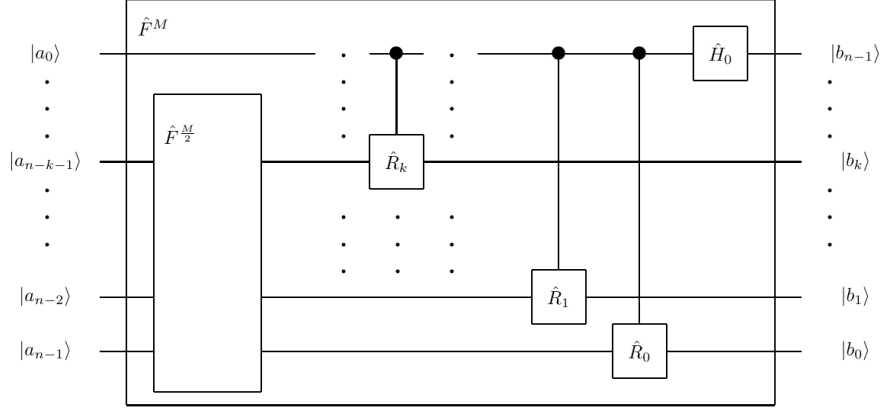 F̂^M
|a_0⟩ Ĥ_0 |b_{n−1}⟩
F̂^{M/2}
|a_{n−k−1}⟩ R̂_k |b_k⟩
|a_{n−2}⟩ R̂_1 |b_1⟩
|a_{n−1}⟩ R̂_0 |b_0⟩